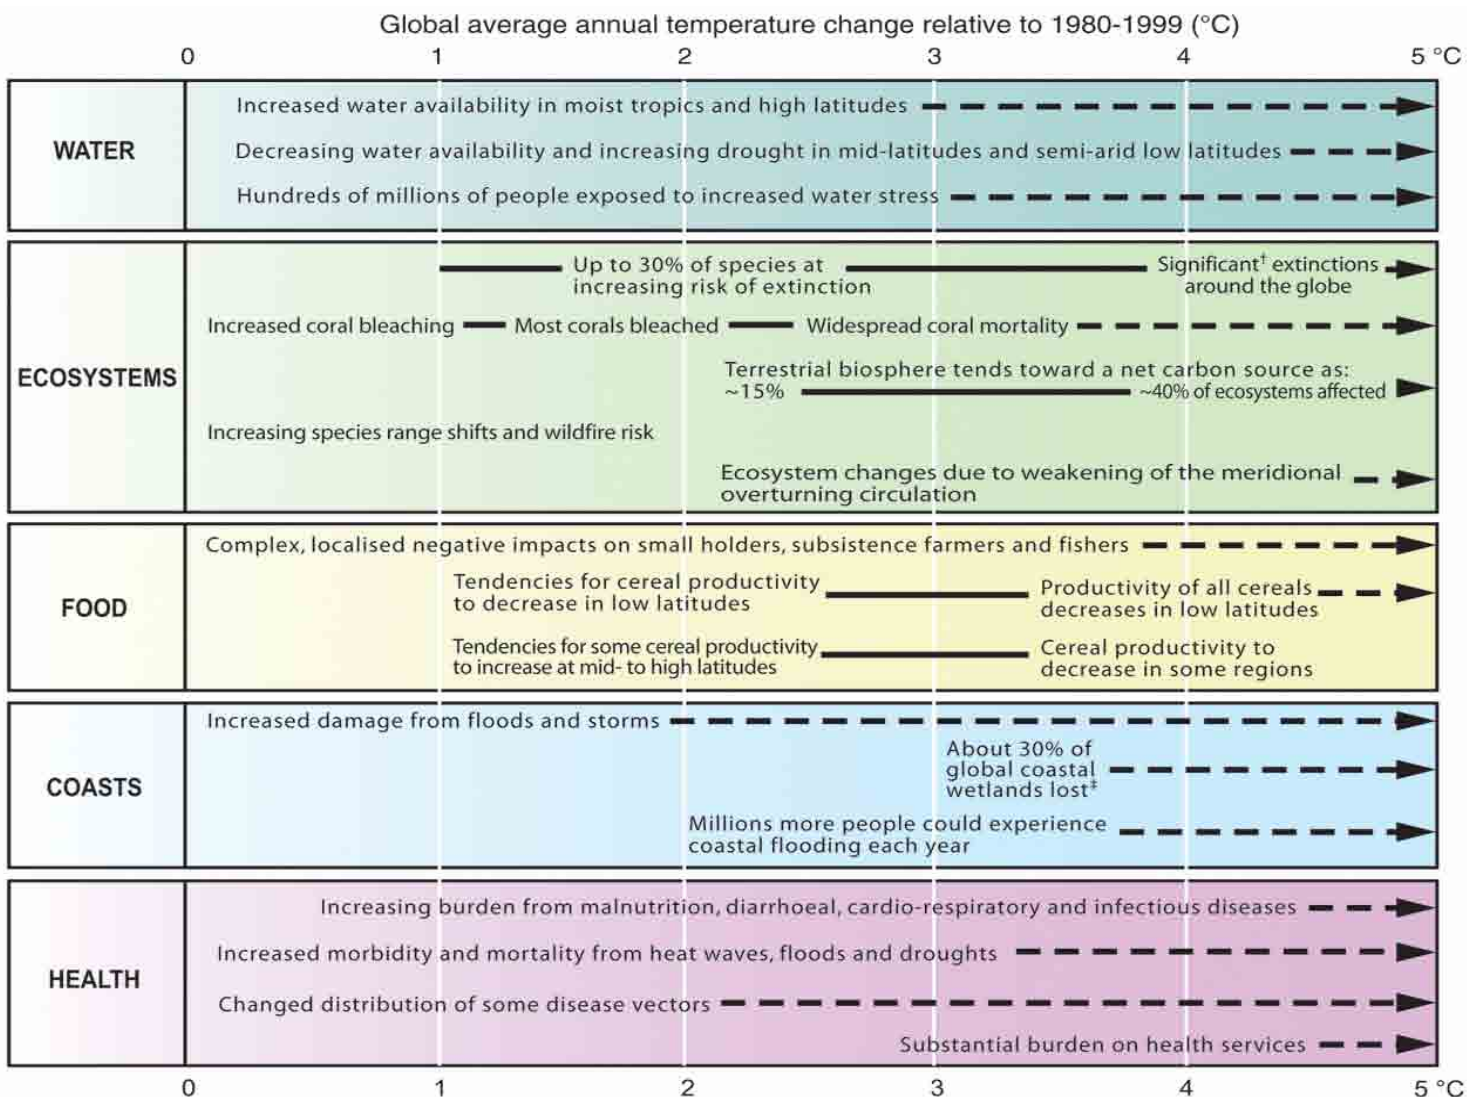 Global average annual temperature change relative to 1980-1999 (°C)
0 1 2 3 4 5 °C
WATER
Increased water availability in moist tropics and high latitudes
Decreasing water availability and increasing drought in mid-latitudes and semi-arid low latitudes
Hundreds of millions of people exposed to increased water stress
ECOSYSTEMS
Up to 30% of species at
increasing risk of extinction
Significant† extinctions
around the globe
Increased coral bleaching Most corals bleached Widespread coral mortality
Terrestrial biosphere tends toward a net carbon source as:
~15% ~40% of ecosystems affected
Increasing species range shifts and wildfire risk
Ecosystem changes due to weakening of the meridional
overturning circulation
FOOD
Complex, localised negative impacts on small holders, subsistence farmers and fishers
Tendencies for cereal productivity
to decrease in low latitudes
Productivity of all cereals
decreases in low latitudes
Tendencies for some cereal productivity
to increase at mid- to high latitudes
Cereal productivity to
decrease in some regions
COASTS
Increased damage from floods and storms
About 30% of
global coastal
wetlands lost‡
Millions more people could experience
coastal flooding each year
HEALTH
Increasing burden from malnutrition, diarrhoeal, cardio-respiratory and infectious diseases
Increased morbidity and mortality from heat waves, floods and droughts
Changed distribution of some disease vectors
Substantial burden on health services
0 1 2 3 4 5 °C